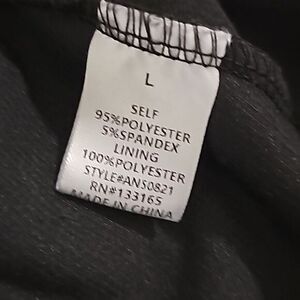 L
SELF
95%POLYESTER
5%SPANDEX
LINING
100%POLYESTER
STYLE#AN50821
RN#133165
MADE IN CHINA